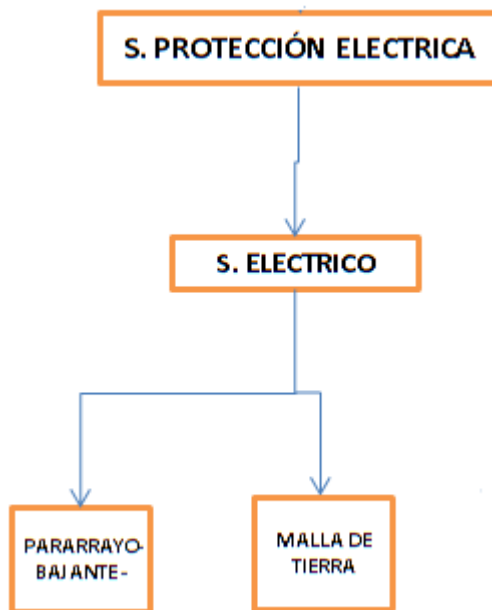 S. PROTECCIÓN ELECTRICA
S. ELECTRICO
PARARRAYO-
BAJANTE-
MALLA DE
TIERRA